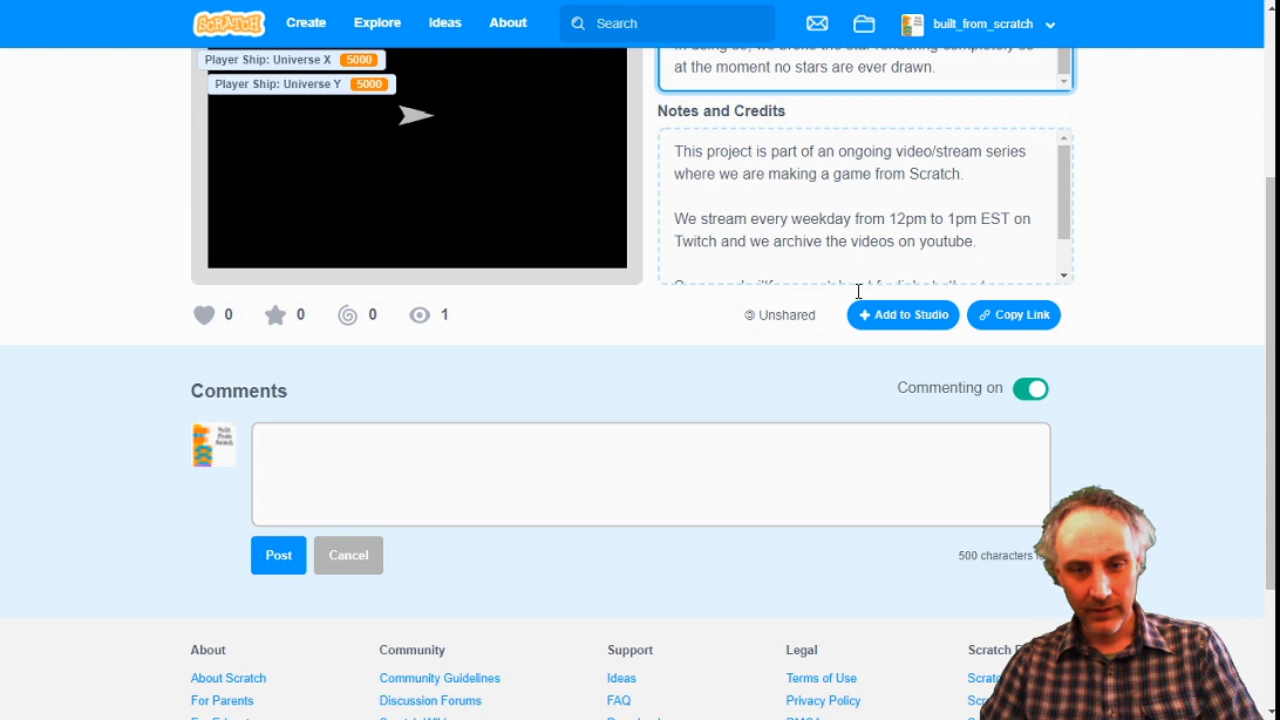 SCRATCH Create Explore Ideas About Search built_from_scratch
Player Ship: Universe X 5000
at the moment no stars are ever drawn.
Player Ship: Universe Y 5000
Notes and Credits
This project is part of an ongoing video/stream series
where we are making a game from Scratch.
We stream every weekday from 12pm to 1pm EST on
Twitch and we archive the videos on youtube.
0 0 0 1 Unshared + Add to Studio Copy Link
Comments Commenting on
Post Cancel 500 characters
About Community Support Legal Scratch
About Scratch Community Guidelines Ideas Terms of Use
For Parents Discussion Forums FAQ Privacy Policy